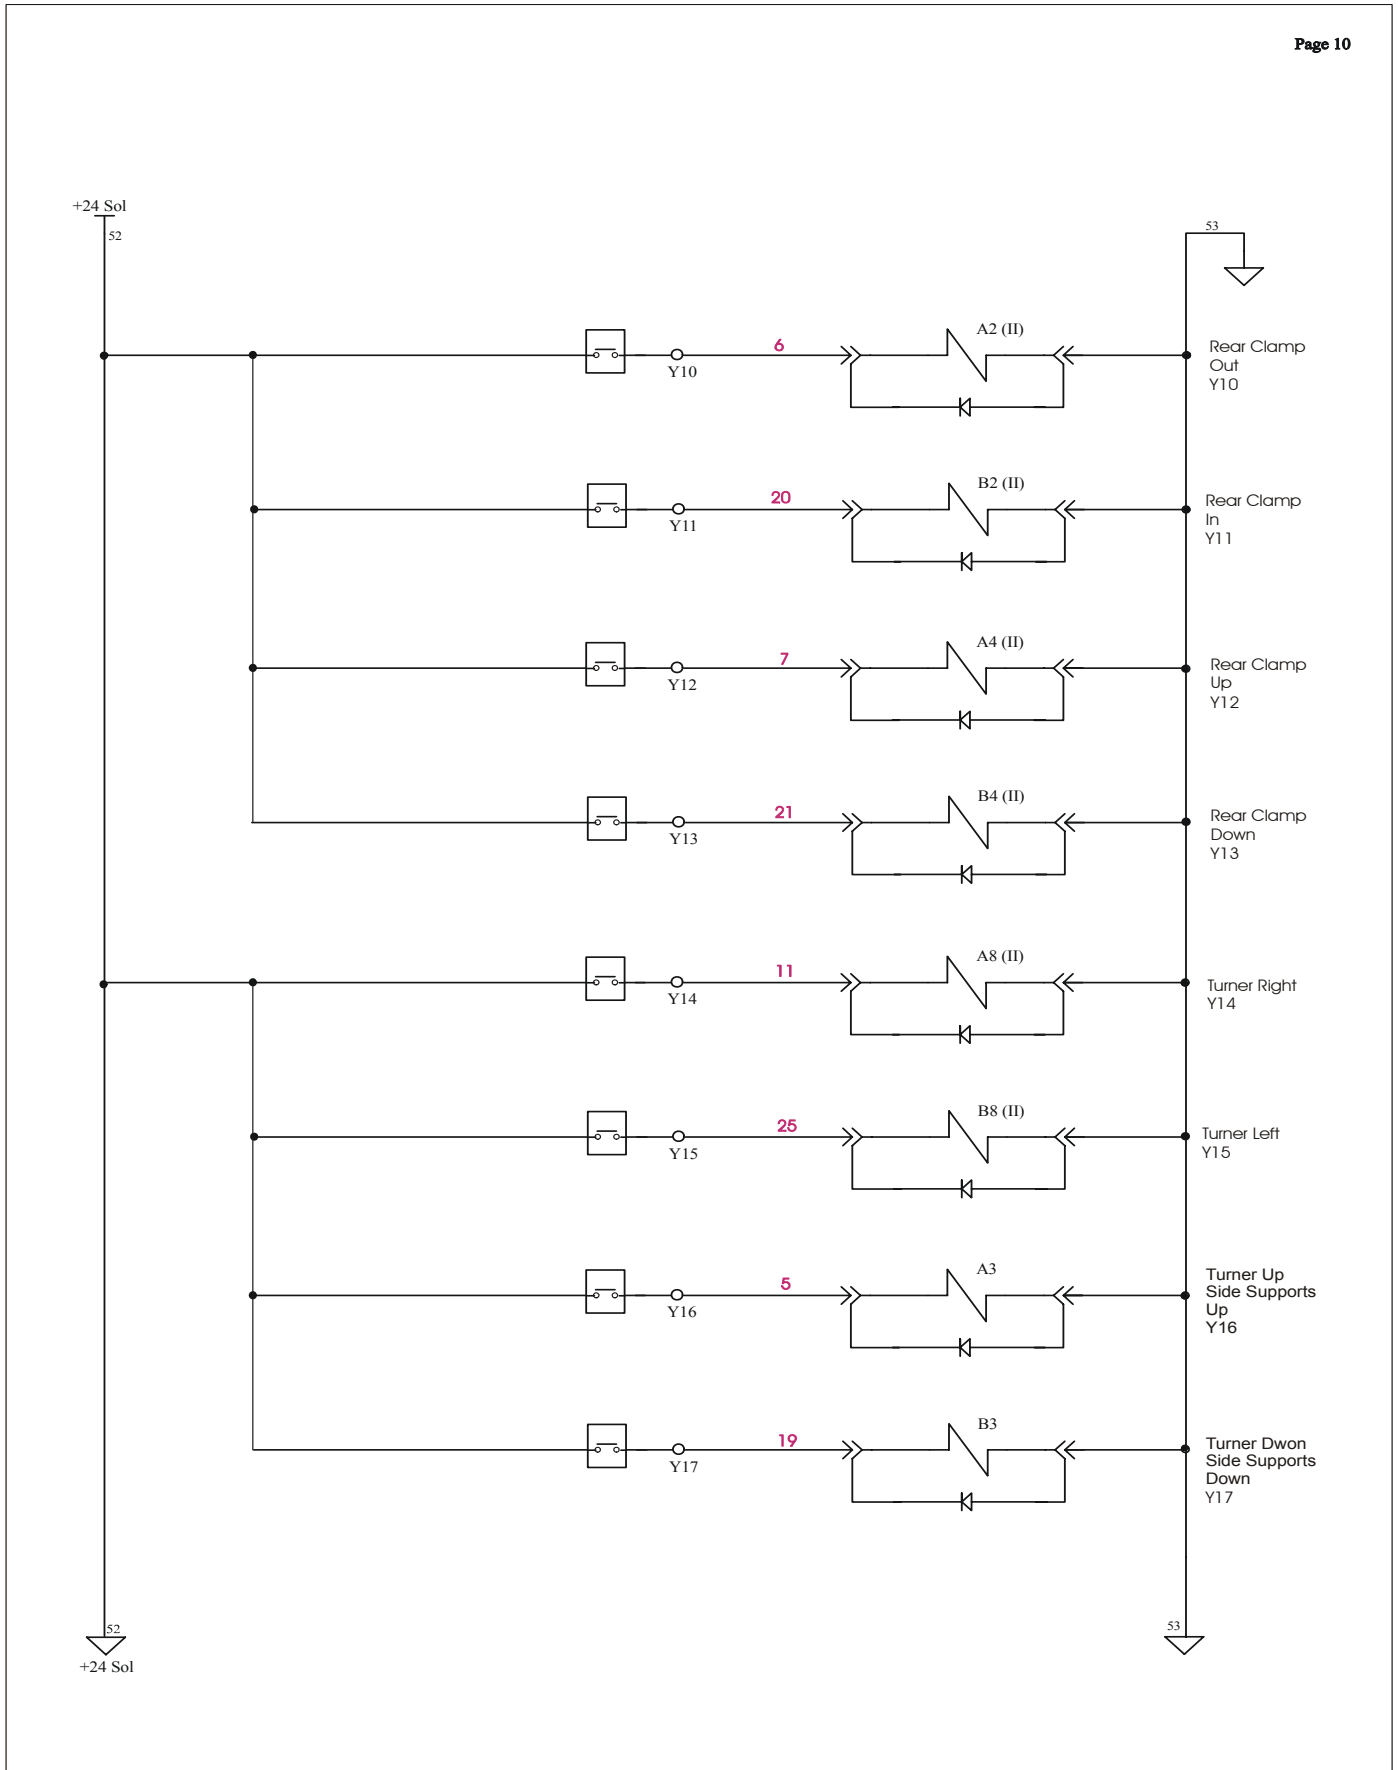 Page 10
+24 Sol
52
53
A2 (II)
6
Y10
Rear Clamp
Out
Y10
B2 (II)
20
Y11
Rear Clamp
In
Y11
A4 (II)
7
Y12
Rear Clamp
Up
Y12
B4 (II)
21
Y13
Rear Clamp
Down
Y13
A8 (II)
11
Y14
Turner Right
Y14
B8 (II)
25
Y15
Turner Left
Y15
A3
5
Y16
Turner Up
Side Supports
Up
Y16
B3
19
Y17
Turner Dwon
Side Supports
Down
Y17
52
+24 Sol
53